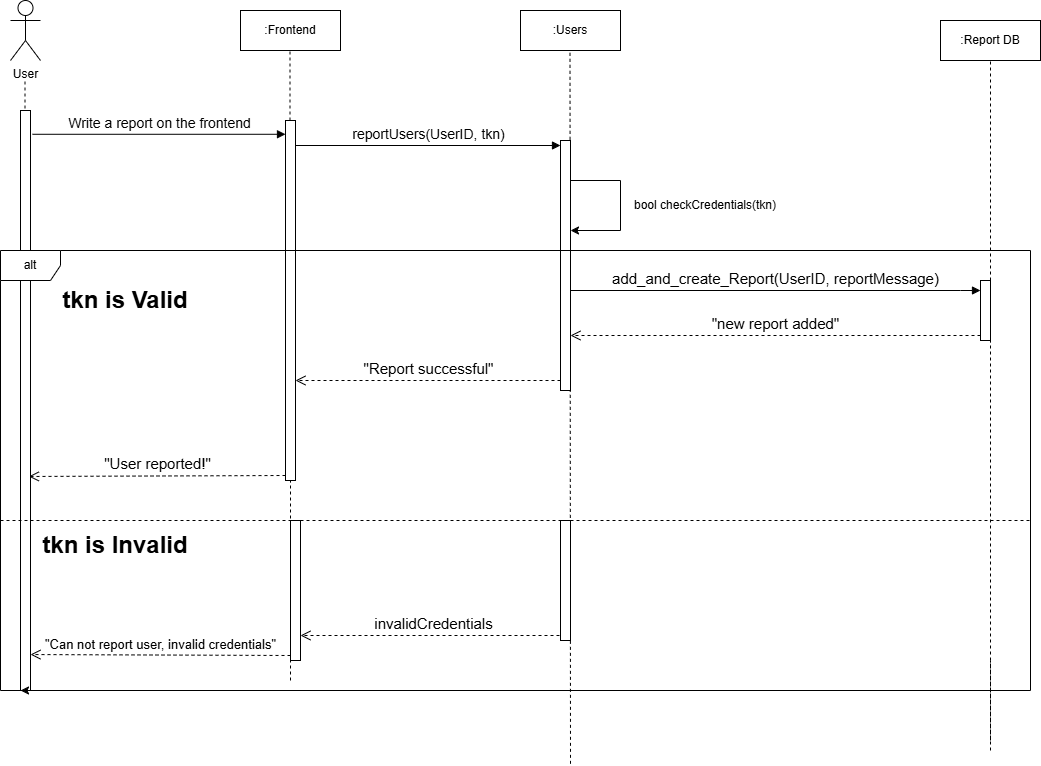 :Frontend
:Users
:Report DB
User
Write a report on the frontend
reportUsers(UserID, tkn)
bool checkCredentials(tkn)
alt
tkn is Valid
add_and_create_Report(UserID, reportMessage)
"new report added"
"Report successful"
"User reported!"
tkn is Invalid
invalidCredentials
"Can not report user, invalid credentials"